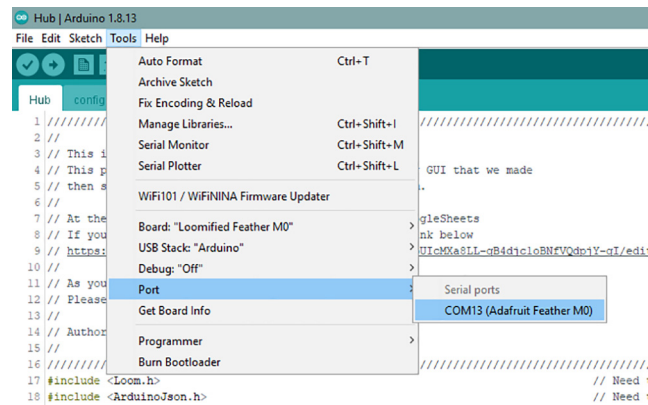 Hub | Arduino 1.8.13
File Edit Sketch Tools Help
Auto Format Ctrl+T
Archive Sketch
Fix Encoding & Reload
Manage Libraries... Ctrl+Shift+I
Serial Monitor Ctrl+Shift+M
Serial Plotter Ctrl+Shift+L
WiFi101 / WiFiNINA Firmware Updater
Board: "Loomified Feather M0"
USB Stack: "Arduino"
Debug: "Off"
Port
Get Board Info
Programmer
Burn Bootloader
Serial ports
COM13 (Adafruit Feather M0)
Hub config
1 ///////// //////////////////////////////////
2 //
3 // This i
4 // This p GUI that we made
5 // then s
6 //
7 // At the gleSheets
8 // If you nk below
9 // https:
10 //
11 // As you
12 // Please
13 //
14 // Author
15 //
16 ///////// //////////////////////////////////
17 #include <Loom.h> // Need
18 #include <ArduinoJson.h> // Need